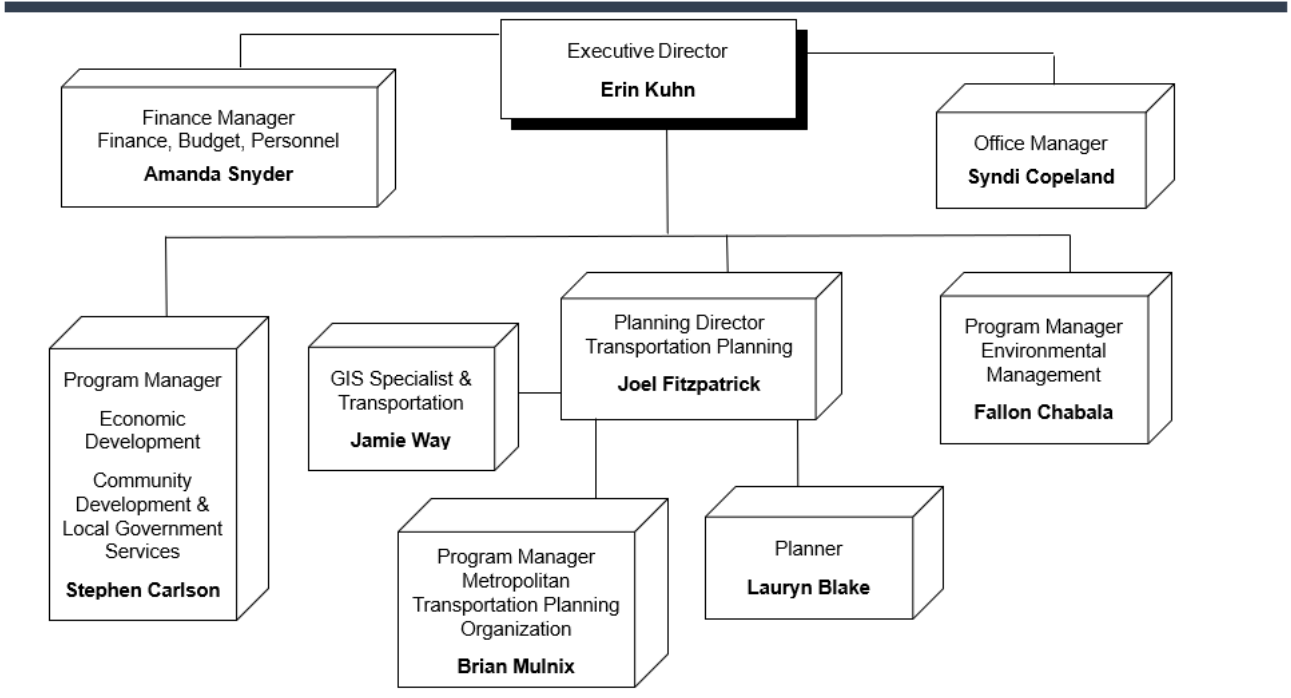 Executive Director
Erin Kuhn
Finance Manager
Finance, Budget, Personnel
Amanda Snyder
Office Manager
Syndi Copeland
Program Manager
Economic
Development
Community
Development &
Local Government
Services
Stephen Carlson
GIS Specialist &
Transportation
Jamie Way
Planning Director
Transportation Planning
Joel Fitzpatrick
Program Manager
Environmental
Management
Fallon Chabala
Program Manager
Metropolitan
Transportation Planning
Organization
Brian Mulnix
Planner
Lauryn Blake